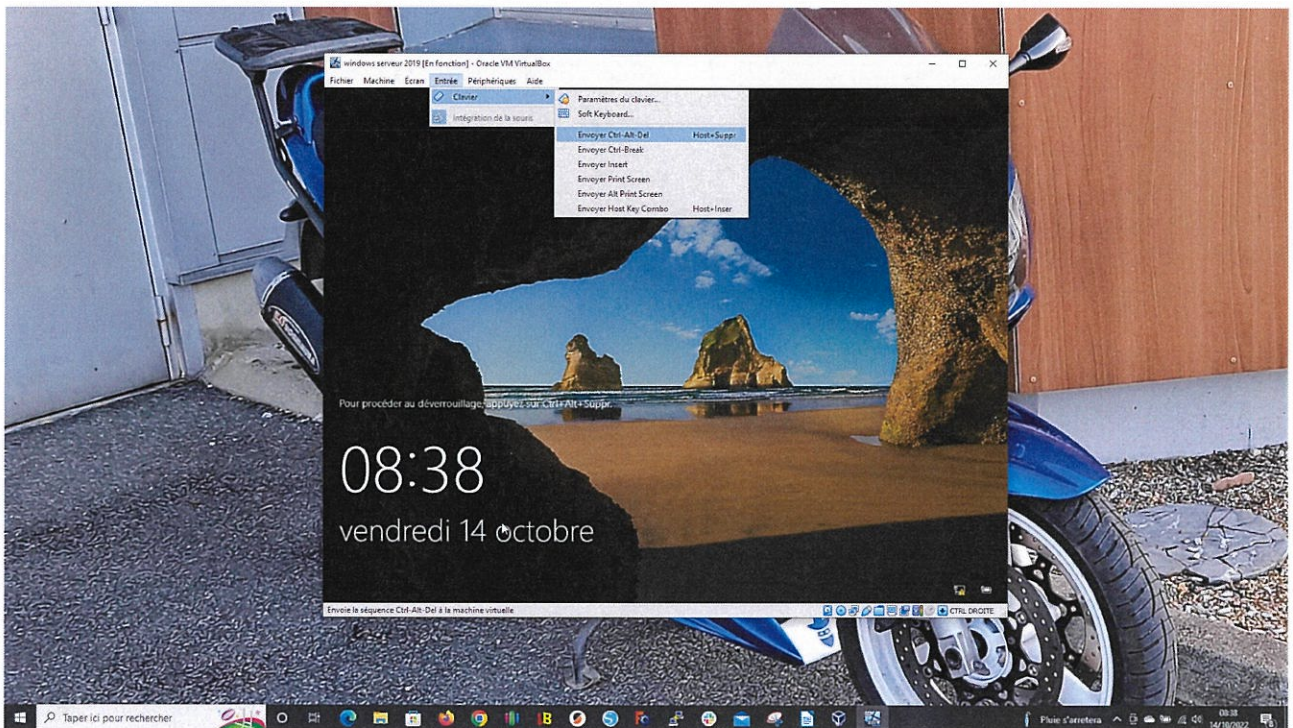 windows serveur 2019 [En fonction] - Oracle VM VirtualBox
Fichier Machine Écran Entrée Périphériques Aide
Clavier
Intégration de la souris
Paramètres du clavier...
Soft Keyboard...
Envoyer Ctrl-Alt-Del Host+Suppr
Envoyer Ctrl-Break
Envoyer Insert
Envoyer Print Screen
Envoyer Alt Print Screen
Envoyer Host Key Combo Host+Inser
Pour procéder au déverrouillage, appuyez sur Ctrl+Alt+Suppr.
08:38
vendredi 14 octobre
Envoie la séquence Ctrl-Alt-Del à la machine virtuelle
CTRL DROITE
Taper ici pour rechercher
Pluie s'arretera
08:38
14/10/2022